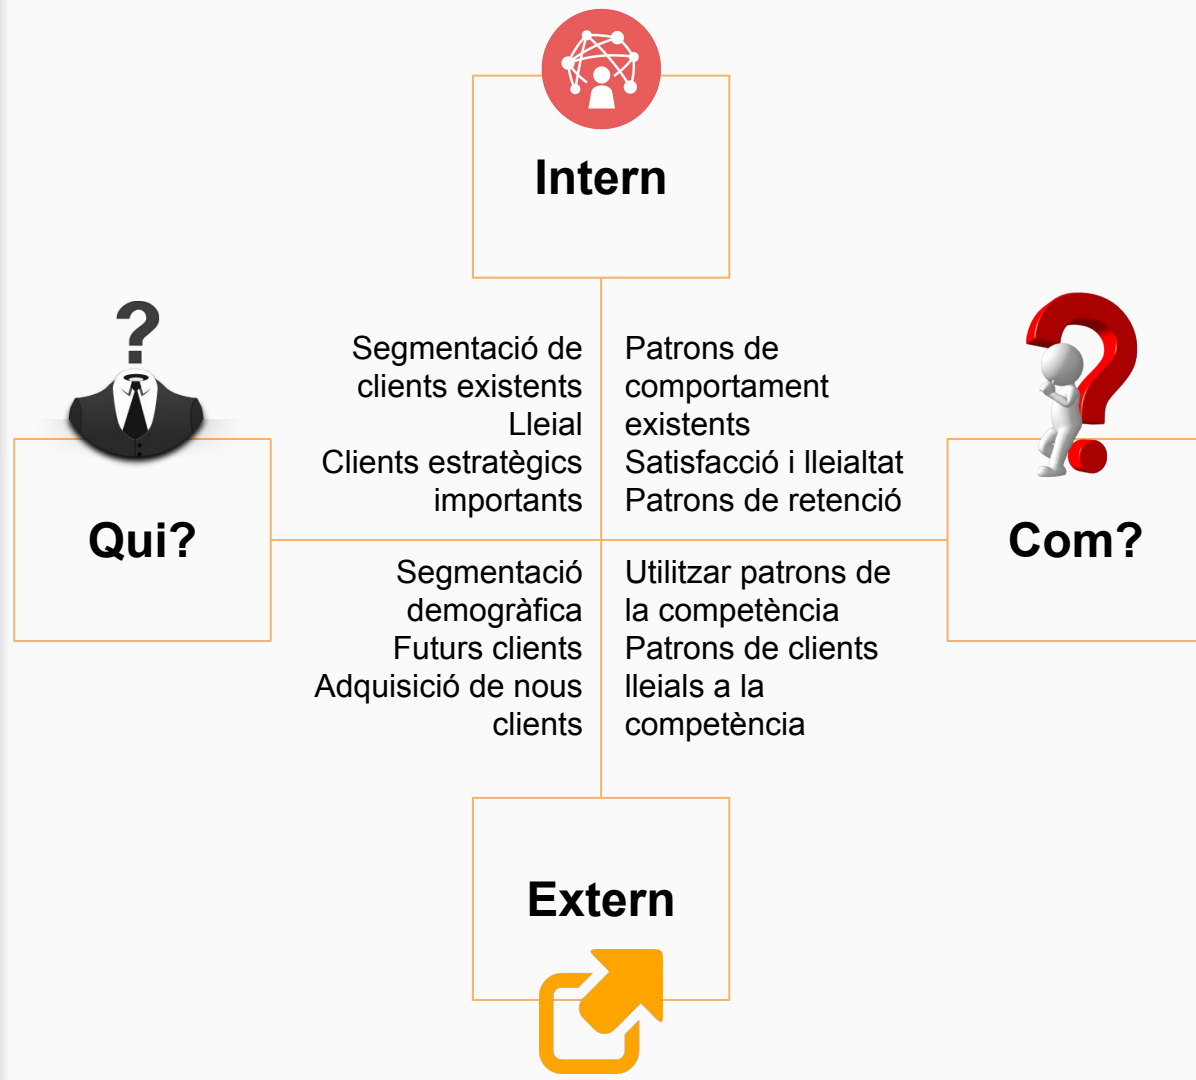 Intern
?
Segmentació de
clients existents
Lleial
Clients estratègics
importants
Patrons de
comportament
existents
Satisfacció i lleialtat
Patrons de retenció
?
Qui?
Com?
Segmentació
demogràfica
Futurs clients
Adquisició de nous
clients
Utilitzar patrons de
la competència
Patrons de clients
lleials a la
competència
Extern